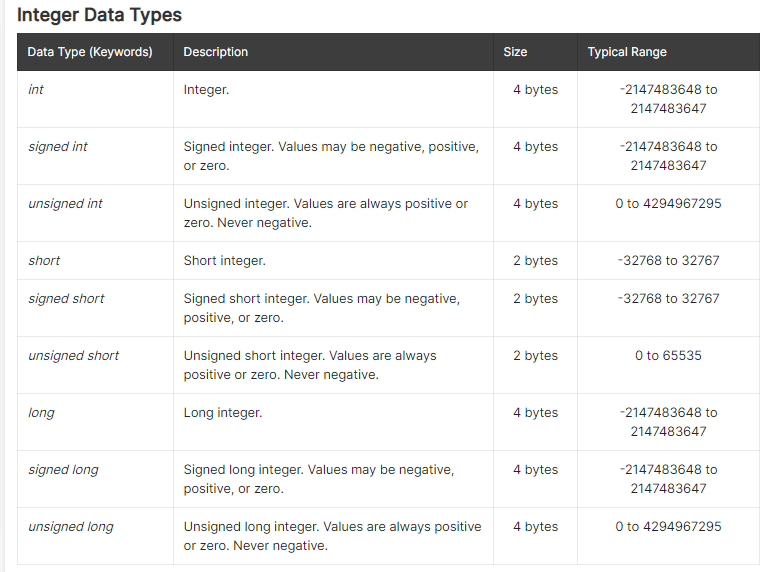 Integer Data Types
Data Type (Keywords) Description Size Typical Range
int Integer. 4 bytes -2147483648 to
2147483647
signed int Signed integer. Values may be negative, positive, 4 bytes -2147483648 to
or zero. 2147483647
unsigned int Unsigned integer. Values are always positive or 4 bytes 0 to 4294967295
zero. Never negative.
short Short integer. 2 bytes -32768 to 32767
signed short Signed short integer. Values may be negative, 2 bytes -32768 to 32767
positive, or zero.
unsigned short Unsigned short integer. Values are always 2 bytes 0 to 65535
positive or zero. Never negative.
long Long integer. 4 bytes -2147483648 to
2147483647
signed long Signed long integer. Values may be negative, 4 bytes -2147483648 to
positive, or zero. 2147483647
unsigned long Unsigned long integer. Values are always positive 4 bytes 0 to 4294967295
or zero. Never negative.